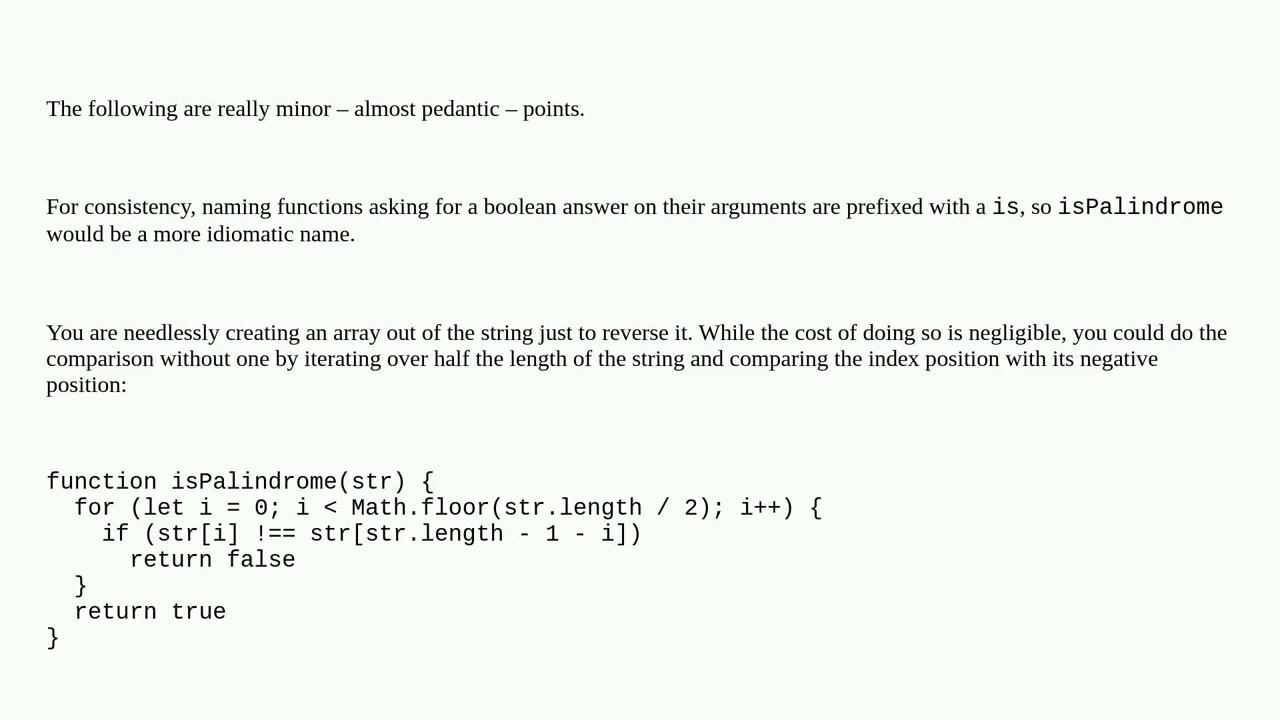 The following are really minor – almost pedantic – points.
For consistency, naming functions asking for a boolean answer on their arguments are prefixed with a is, so isPalindrome
would be a more idiomatic name.
You are needlessly creating an array out of the string just to reverse it. While the cost of doing so is negligible, you could do the
comparison without one by iterating over half the length of the string and comparing the index position with its negative
position:
function isPalindrome(str) {
  for (let i = 0; i < Math.floor(str.length / 2); i++) {
    if (str[i] !== str[str.length - 1 - i])
      return false
  }
  return true
}